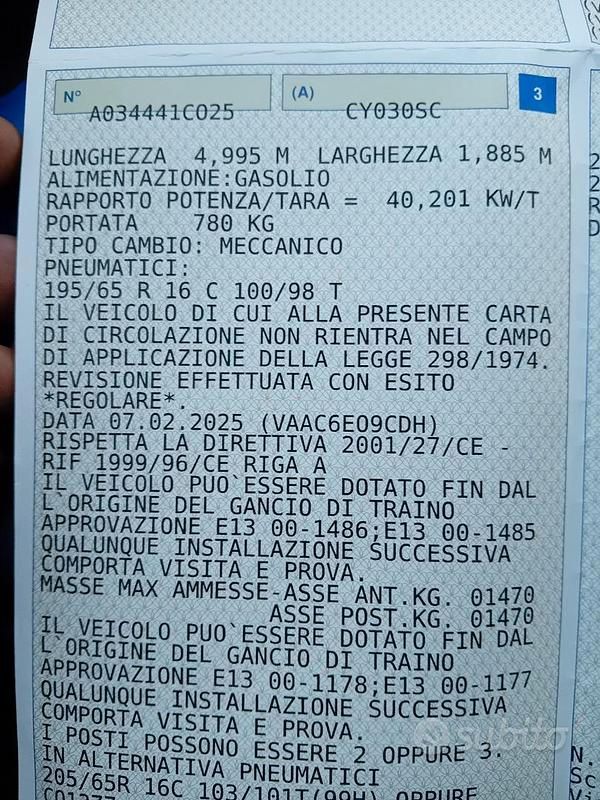 N° (A) 3
A034441C025 CY030SC
LUNGHEZZA 4,995 M LARGHEZZA 1,885 M
ALIMENTAZIONE:GASOLIO
RAPPORTO POTENZA/TARA = 40,201 KW/T
PORTATA 780 KG
TIPO CAMBIO: MECCANICO
PNEUMATICI:
195/65 R 16 C 100/98 T
IL VEICOLO DI CUI ALLA PRESENTE CARTA
DI CIRCOLAZIONE NON RIENTRA NEL CAMPO
DI APPLICAZIONE DELLA LEGGE 298/1974.
REVISIONE EFFETTUATA CON ESITO
*REGOLARE*.
DATA 07.02.2025 (VAAC6E09CDH)
RISPETTA LA DIRETTIVA 2001/27/CE -
RIF 1999/96/CE RIGA A
IL VEICOLO PUO`ESSERE DOTATO FIN DAL
L`ORIGINE DEL GANCIO DI TRAINO
APPROVAZIONE E13 00-1486;E13 00-1485
QUALUNQUE INSTALLAZIONE SUCCESSIVA
COMPORTA VISITA E PROVA.
MASSE MAX AMMESSE-ASSE ANT.KG. 01470
ASSE POST.KG. 01470
IL VEICOLO PUO`ESSERE DOTATO FIN DAL
L`ORIGINE DEL GANCIO DI TRAINO
APPROVAZIONE E13 00-1178;E13 00-1177
QUALUNQUE INSTALLAZIONE SUCCESSIVA
COMPORTA VISITA E PROVA.
I POSTI POSSONO ESSERE 2 OPPURE 3.
IN ALTERNATIVA PNEUMATICI
205/65R 16C 103/101T(99H) OPPURE
subito